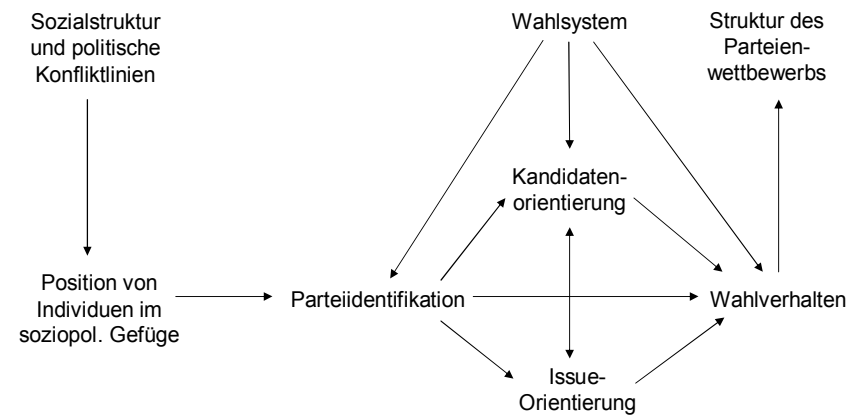 Sozialstruktur
und politische
Konfliktlinien
Wahlsystem
Struktur des
Parteien-
wettbewerbs
Kandidaten-
orientierung
Position von
Individuen im
soziopol. Gefüge
Parteiidentifikation
Wahlverhalten
Issue-
Orientierung